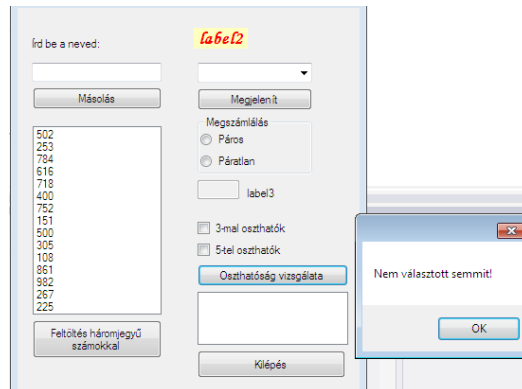 Írd be a neved:
label2
Másolás
Megjelenít
Megszámlálás
Páros
Páratlan
label3
502
253
784
616
718
400
752
151
500
305
108
861
982
267
225
3-mal oszthatók
5-tel oszthatók
Oszthatóság vizsgálata
Feltöltés háromjegyű
számokkal
Kilépés
Nem választott semmit!
OK